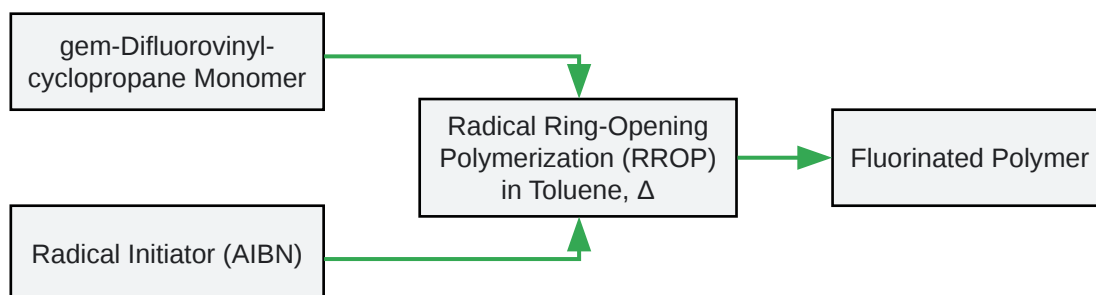 gem-Difluorovinyl-
cyclopropane Monomer
Radical Ring-Opening
Polymerization (RROP)
in Toluene, Δ
Fluorinated Polymer
Radical Initiator (AIBN)